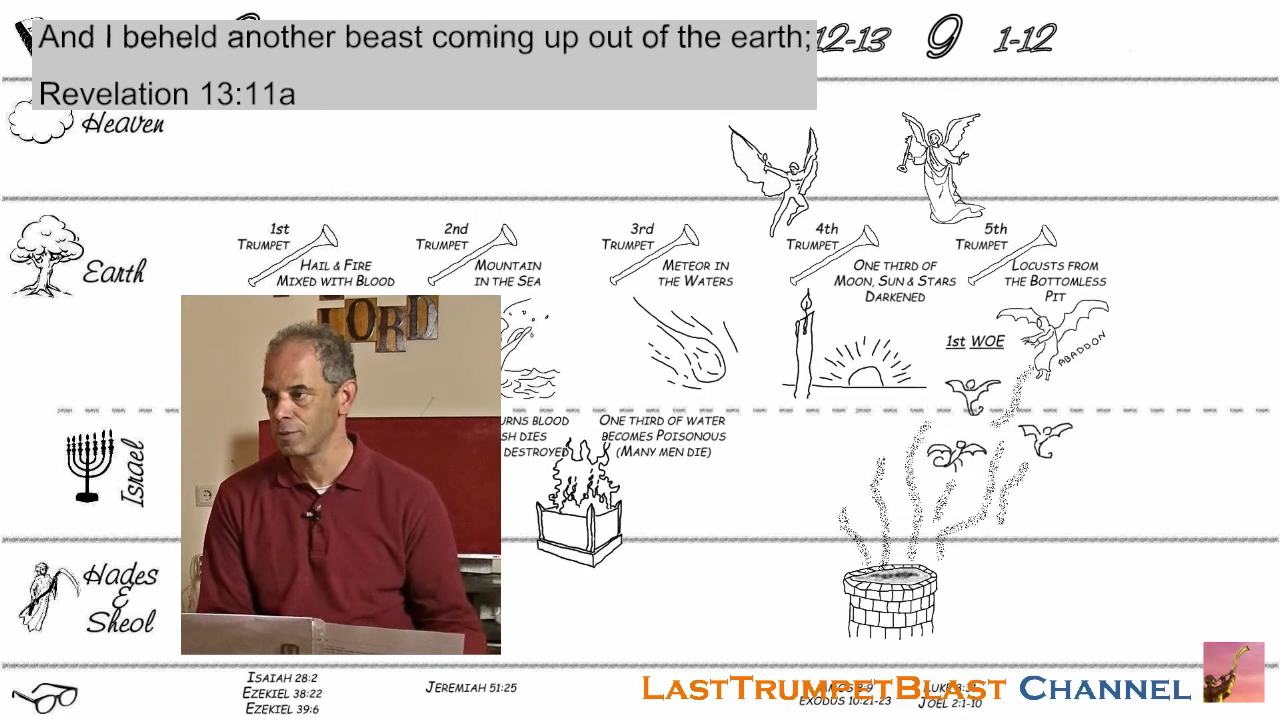 And I beheld another beast coming up out of the earth;
Revelation 13:11a
12-13 9 1-12
Heaven
Earth
1st
Trumpet
Hail & Fire
Mixed with Blood
2nd
Trumpet
Mountain
in the Sea
3rd
Trumpet
Meteor in
the Waters
4th
Trumpet
One third of
Moon, Sun & Stars
Darkened
5th
Trumpet
Locusts from
the Bottomless
Pit
1st WOE
ABADDON
LORD
Israel
Blood
dies
Destroyed
One third of water
becomes Poisonous
(Many men die)
Hades
&
Sheol
Isaiah 28:2
Ezekiel 38:22
Ezekiel 39:6
Jeremiah 51:25
Exodus 10:21-23
Joel 2:1-10
LastTrumpetBlast Channel